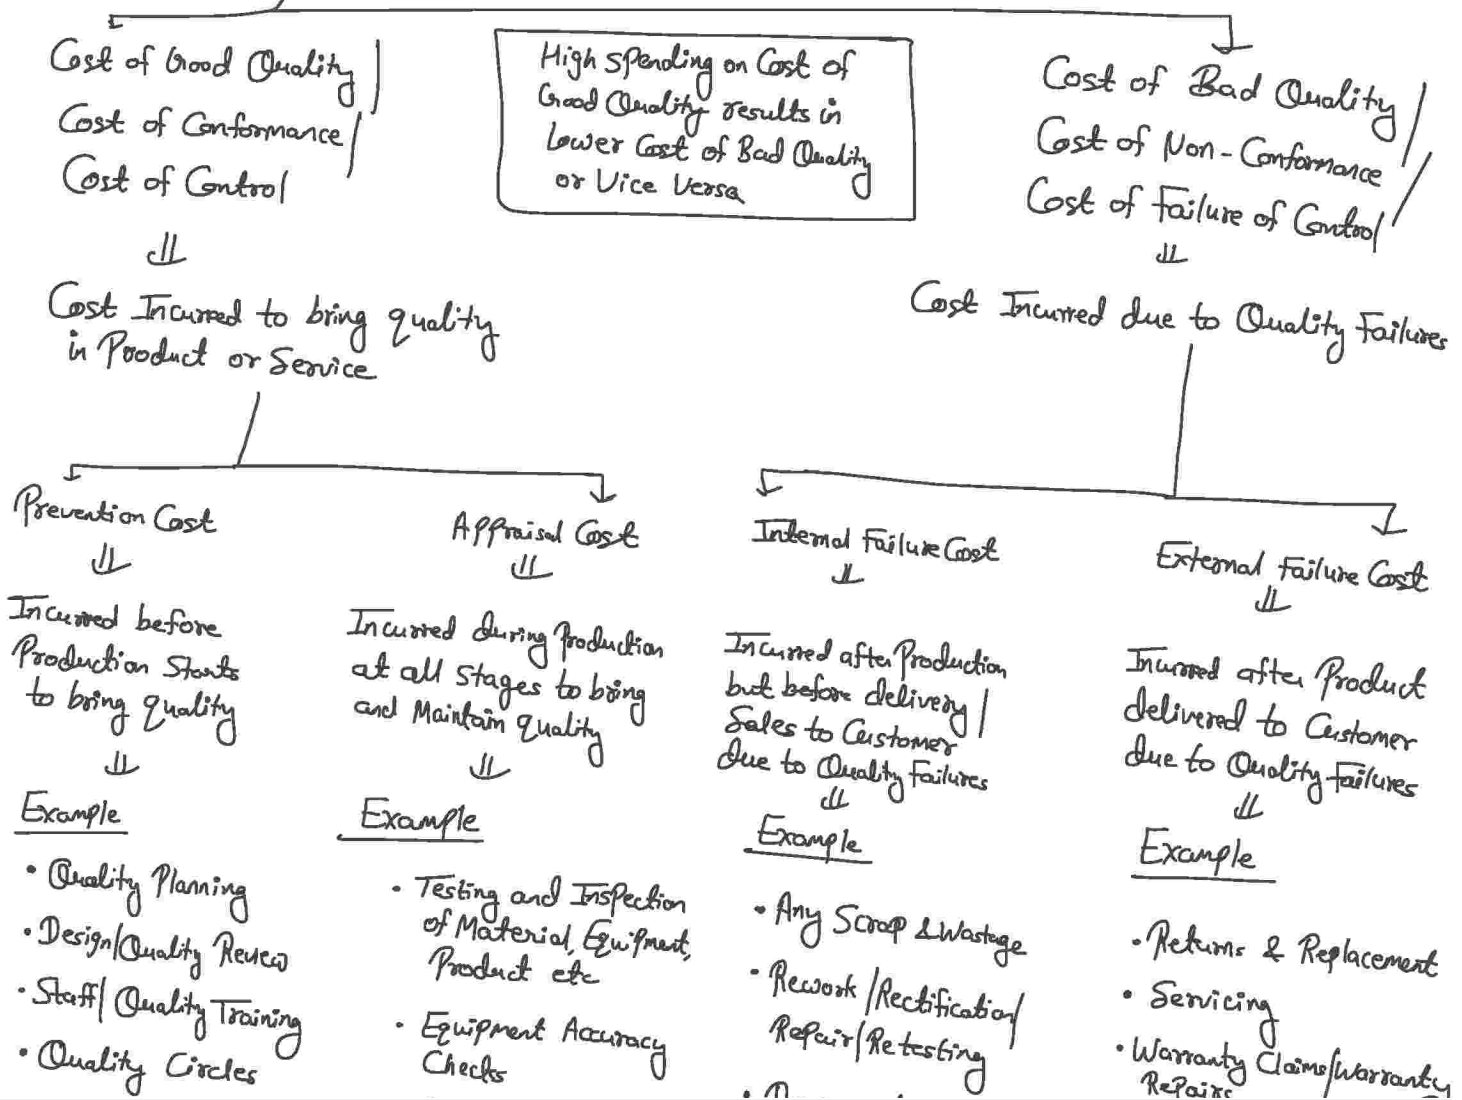 Cost of Good Quality/
Cost of Conformance/
Cost of Control
High Spending on Cost of
Good Quality results in
Lower Cost of Bad Quality
or Vice Versa
Cost of Bad Quality/
Cost of Non-Conformance/
Cost of Failure of Control/
Cost Incurred to bring quality
in Product or Service
Cost Incurred due to Quality Failures
Prevention Cost
Incurred before
Production Starts
to bring quality
Example
• Quality Planning
• Design/Quality Review
• Staff/Quality Training
• Quality Circles
Appraisal Cost
Incurred during Production
at all stages to bring
and Maintain quality
Example
• Testing and Inspection
of Material, Equipment,
Product etc
• Equipment Accuracy
Checks
Internal Failure Cost
Incurred after Production
but before delivery/
Sales to Customer
due to Quality Failures
Example
• Any Scrap & Wastage
• Rework/Rectification/
Repair/Retesting
External Failure Cost
Incurred after Product
delivered to Customer
due to Quality Failures
Example
• Returns & Replacement
• Servicing
• Warranty Claims/Warranty
Repairs